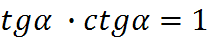 tgα · ctgα = 1